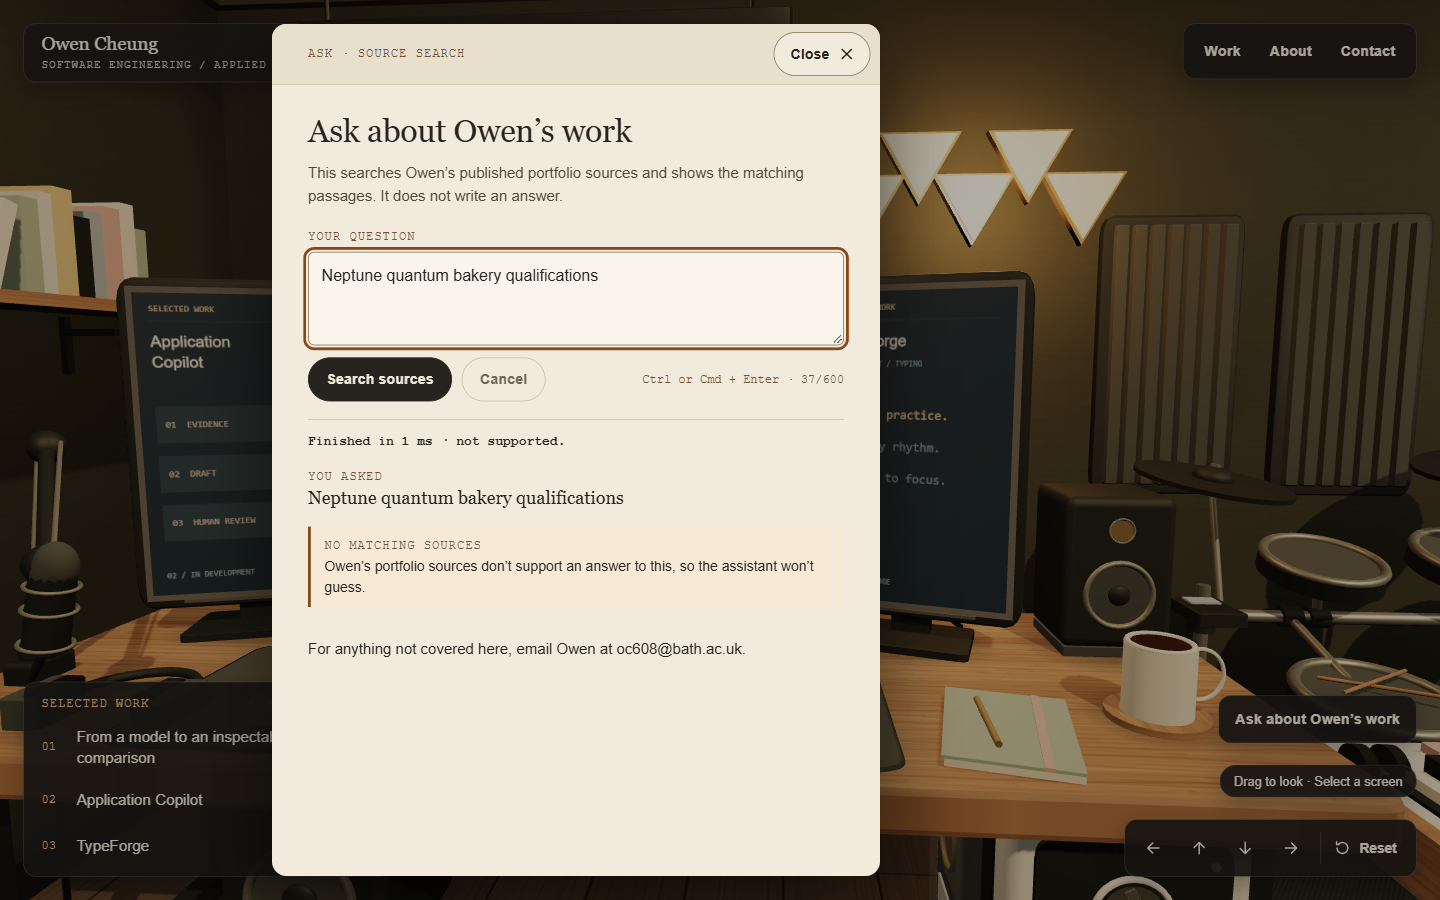 Owen Cheung
SOFTWARE ENGINEERING / APPLIED
Work
About
Contact
ASK · SOURCE SEARCH
Close
Ask about Owen’s work
This searches Owen’s published portfolio sources and shows the matching
passages. It does not write an answer.
YOUR QUESTION
Neptune quantum bakery qualifications
Search sources
Cancel
Ctrl or Cmd + Enter · 37/600
Finished in 1 ms · not supported.
YOU ASKED
Neptune quantum bakery qualifications
NO MATCHING SOURCES
Owen’s portfolio sources don’t support an answer to this, so the assistant won’t
guess.
For anything not covered here, email Owen at oc608@bath.ac.uk.
SELECTED WORK
Application
Copilot
01 EVIDENCE
02 DRAFT
03 HUMAN REVIEW
02 / IN DEVELOPMENT
/ TYPING
practice.
rhythm.
to focus.
SELECTED WORK
01 From a model to an
comparison
02 Application Copilot
03 TypeForge
Ask about Owen’s work
Drag to look · Select a screen
Reset